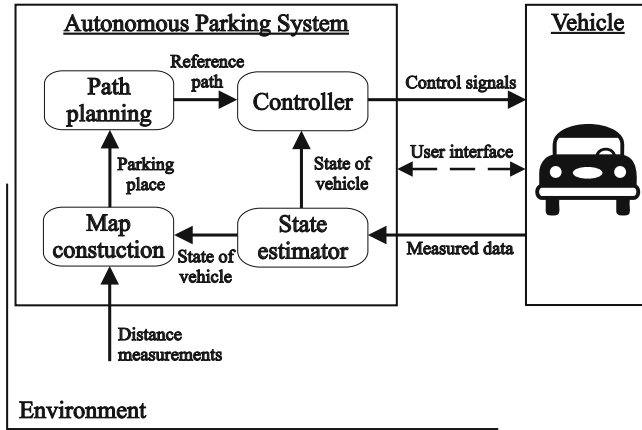 Autonomous Parking System
Vehicle
Reference
path
Path
planning
Controller
Control signals
Parking
place
State of
vehicle
User interface
Map
constuction
State of
vehicle
State
estimator
Measured data
Distance
measurements
Environment